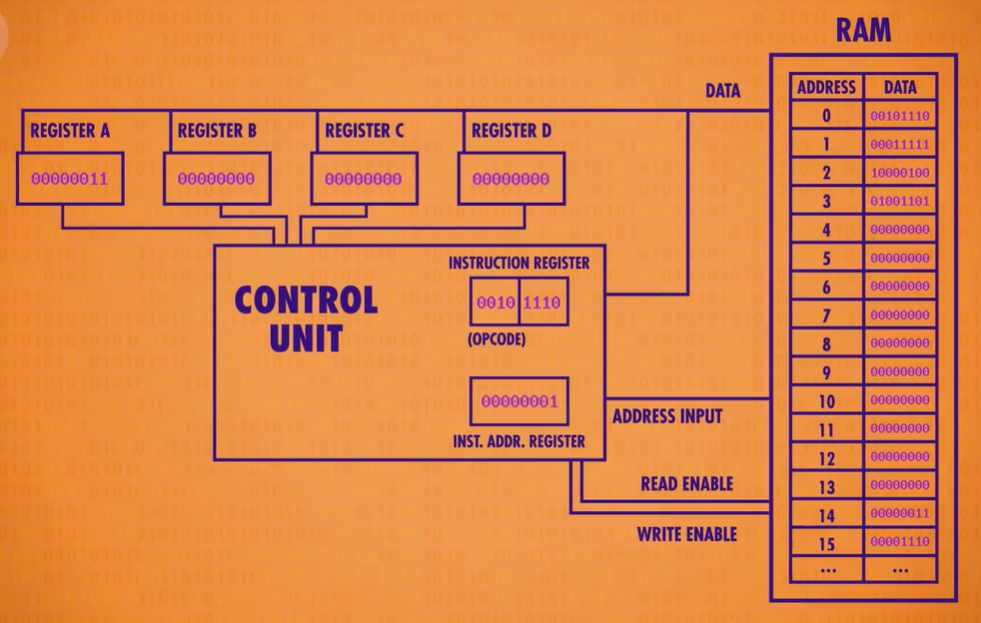 RAM
DATA
ADDRESS DATA
0 00101110
1 00011111
2 10000100
3 01001101
4 00000000
5 00000000
6 00000000
7 00000000
8 00000000
9 00000000
10 00000000
11 00000000
12 00000000
13 00000000
14 00000011
15 00001110
... ...
REGISTER A
00000011
REGISTER B
00000000
REGISTER C
00000000
REGISTER D
00000000
CONTROL
UNIT
INSTRUCTION REGISTER
0010 1110
(OPCODE)
00000001
INST. ADDR. REGISTER
ADDRESS INPUT
READ ENABLE
WRITE ENABLE